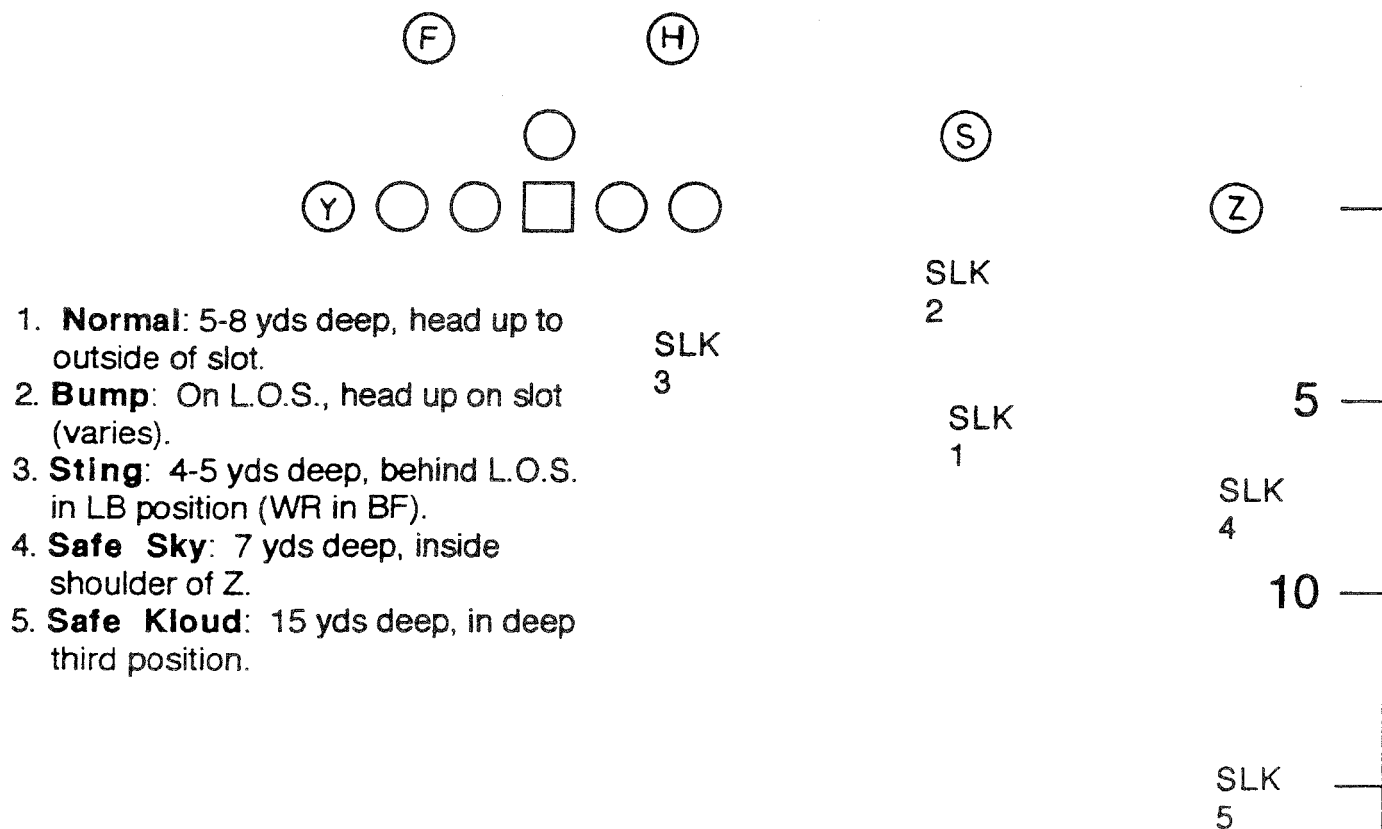 F H
S
Y Z
SLK
2
1. Normal: 5-8 yds deep, head up to
outside of slot.
2. Bump: On L.O.S., head up on slot
(varies).
3. Sting: 4-5 yds deep, behind L.O.S.
in LB position (WR in BF).
4. Safe Sky: 7 yds deep, inside
shoulder of Z.
5. Safe Kloud: 15 yds deep, in deep
third position.
SLK
3
5
SLK
1
SLK
4
10
SLK
5